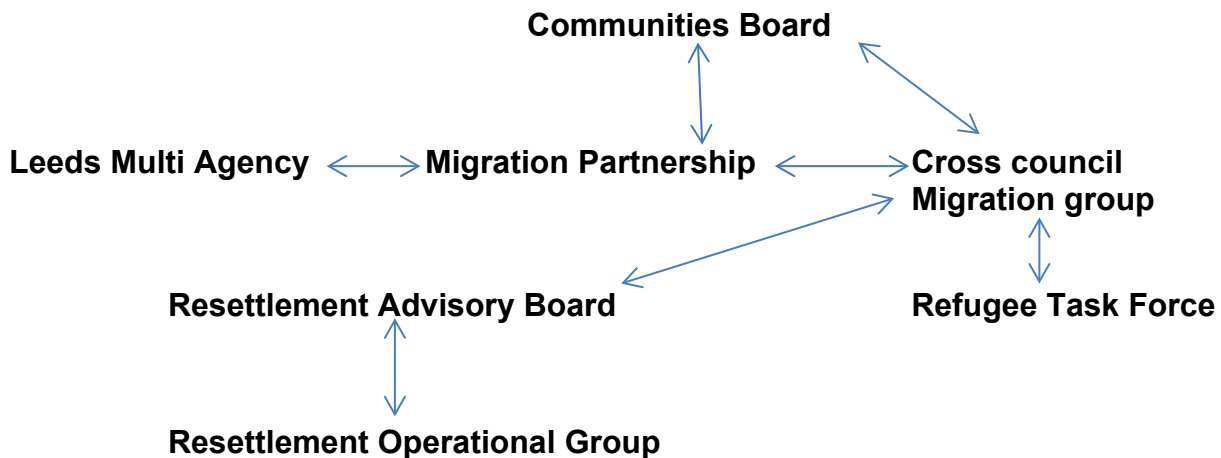 Communities Board
Leeds Multi Agency
Migration Partnership
Cross council
Migration group
Resettlement Advisory Board
Refugee Task Force
Resettlement Operational Group